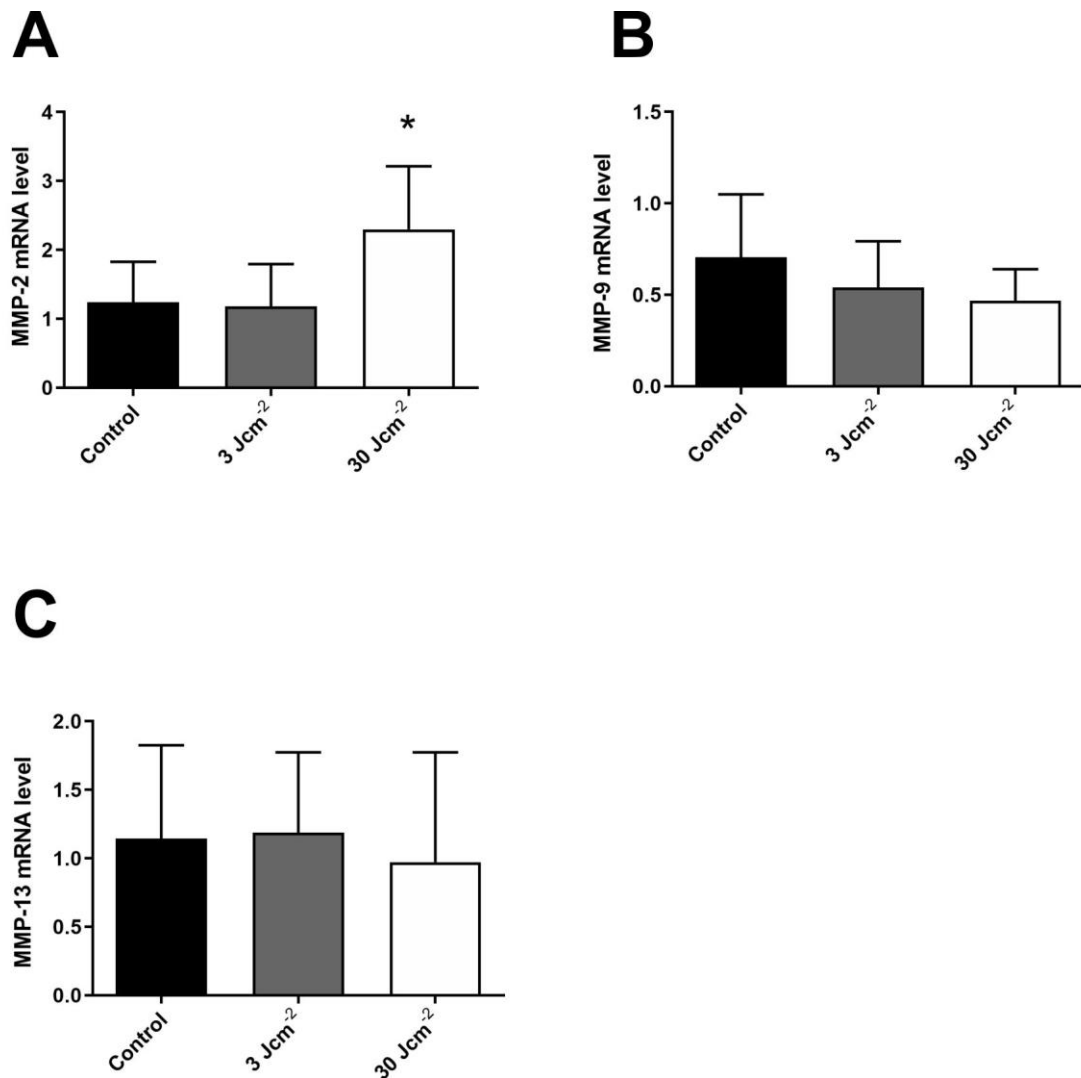 A
MMP-2 mRNA level
4
3
2
1
0
*
Control
3 Jcm⁻²
30 Jcm⁻²
B
MMP-9 mRNA level
1.5
1.0
0.5
0.0
Control
3 Jcm⁻²
30 Jcm⁻²
C
MMP-13 mRNA level
2.0
1.5
1.0
0.5
0.0
Control
3 Jcm⁻²
30 Jcm⁻²